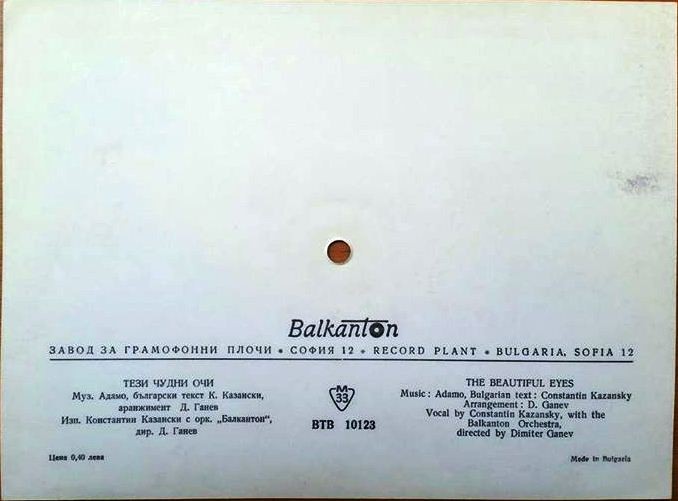 Balkanton
ЗАВОД ЗА ГРАМОФОННИ ПЛОЧИ • СОФИЯ 12 • RECORD PLANT • BULGARIA, SOFIA 12
ТЕЗИ ЧУДНИ ОЧИ
Муз. Адамо, български текст К. Казански,
аранжимент Д. Ганев
Изп. Константин Казански с орк. „Балкантон“,
дир. Д. Ганев
Цена 0,40 лева
М
33
ВТВ 10123
THE BEAUTIFUL EYES
Music : Adamo, Bulgarian text : Constantin Kazansky
Arrangement : D. Ganev
Vocal by Constantin Kazansky, with the
Balkanton Orchestra,
directed by Dimiter Ganev
Made in Bulgaria